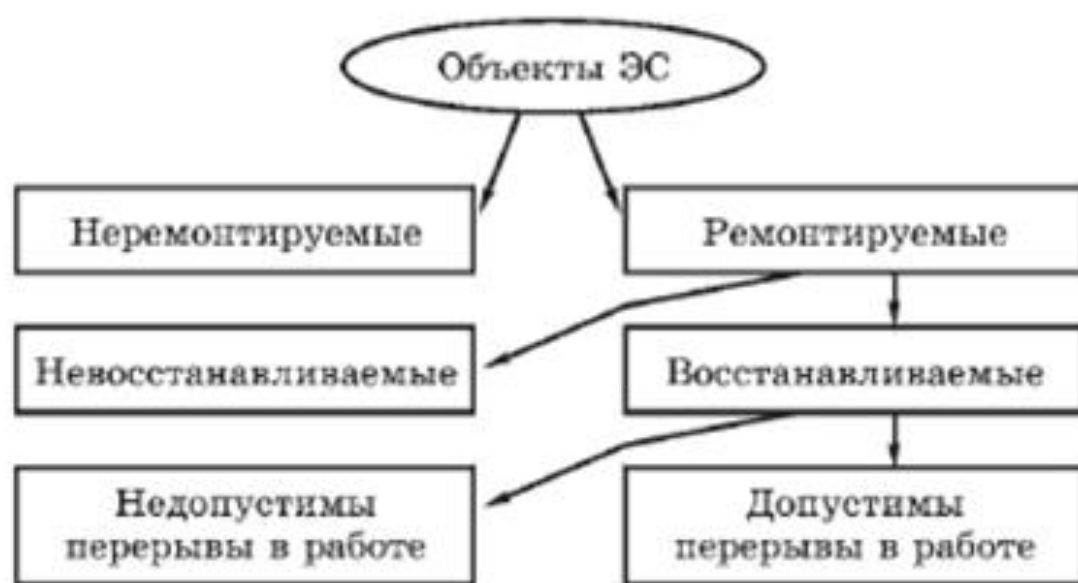 Объекты ЭС
Неремонтируемые
Ремонтируемые
Невосстанавливаемые
Восстанавливаемые
Недопустимы
перерывы в работе
Допустимы
перерывы в работе